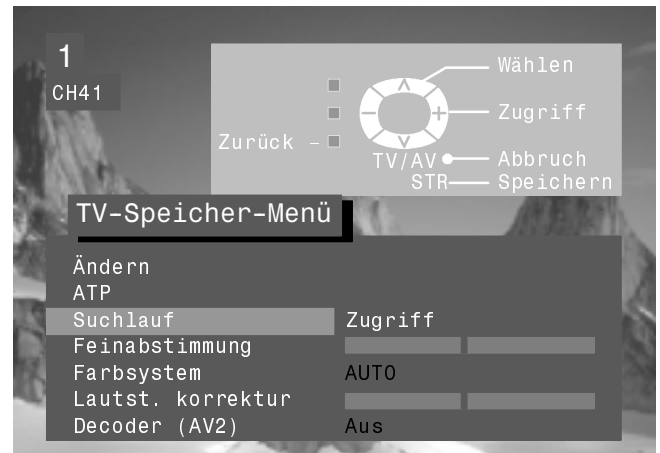 1
CH41
Wählen
Zugriff
Zurück –
TV/AV Abbruch
STR Speichern
TV-Speicher-Menü
Ändern
ATP
Suchlauf Zugriff
Feinabstimmung
Farbsystem AUTO
Lautst. korrektur
Decoder (AV2) Aus